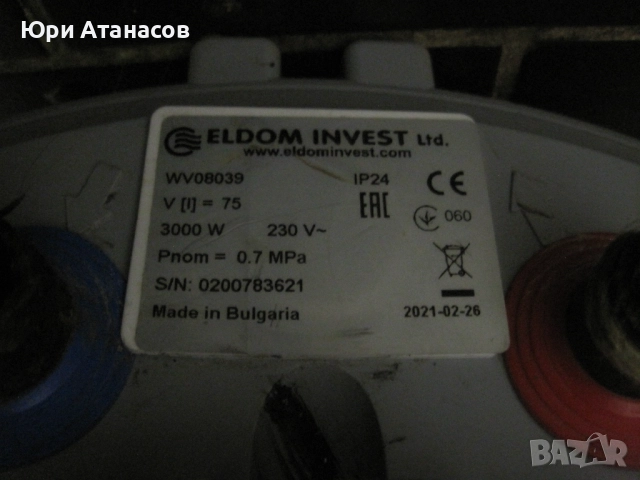 Юри Атанасов
ELDOM INVEST Ltd.
www.eldominvest.com
WV08039 IP24 CE
V [l] = 75 EAC
3000 W 230 V~ 060
Pnom = 0.7 MPa
S/N: 0200783621
Made in Bulgaria 2021-02-26
BAZAR